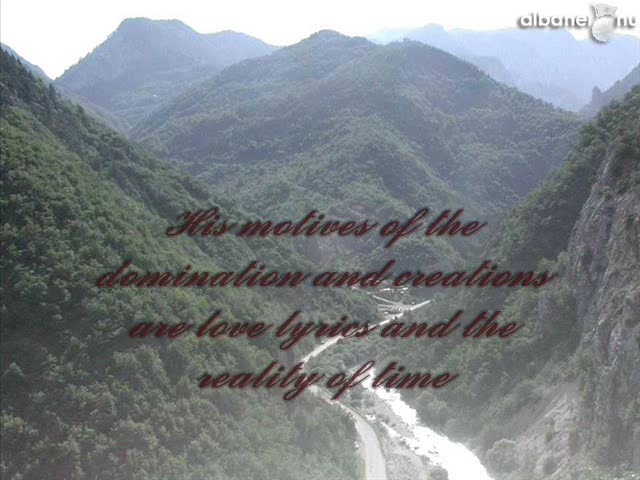 albanel nu
His motives of the
domination and creations
are love lyrics and the
reality of time